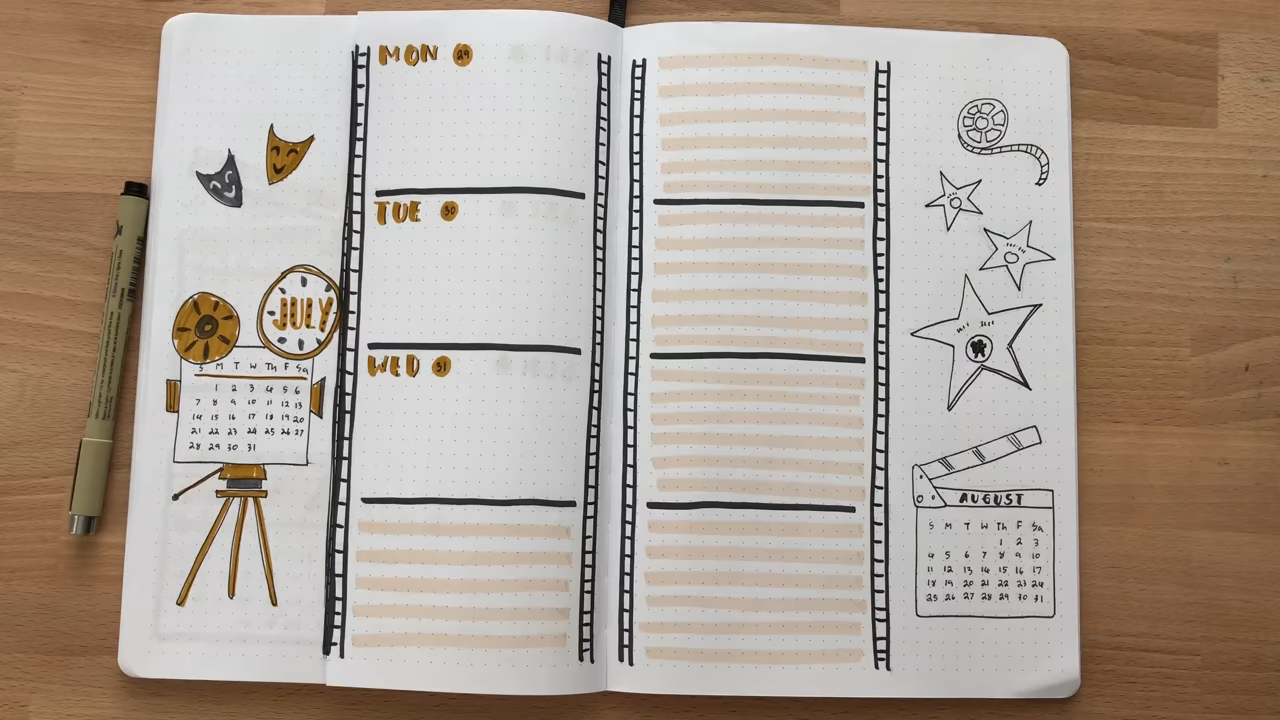 MON 29
TUE 30
WED 31
JULY
S M T W Th F Sa
1 2 3 4 5 6
7 8 9 10 11 12 13
14 15 16 17 18 19 20
21 22 23 24 25 26 27
28 29 30 31
AUGUST
S M T W Th F Sa
1 2 3
4 5 6 7 8 9 10
11 12 13 14 15 16 17
18 19 20 21 22 23 24
25 26 27 28 29 30 31